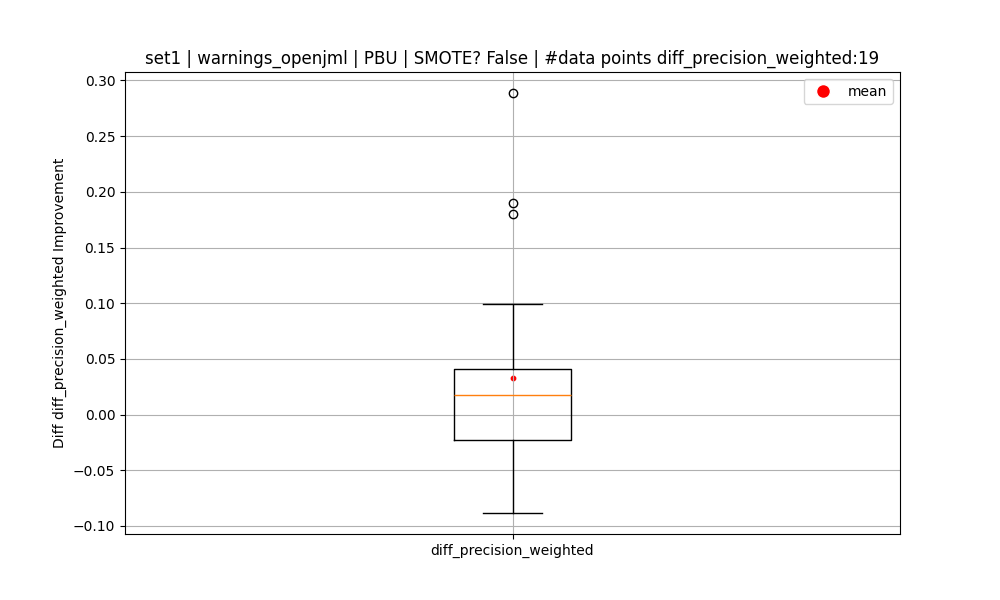 set1 | warnings_openjml | PBU | SMOTE? False | #data points diff_precision_weighted:19
mean
Diff diff_precision_weighted Improvement
0.30
0.25
0.20
0.15
0.10
0.05
0.00
−0.05
−0.10
diff_precision_weighted